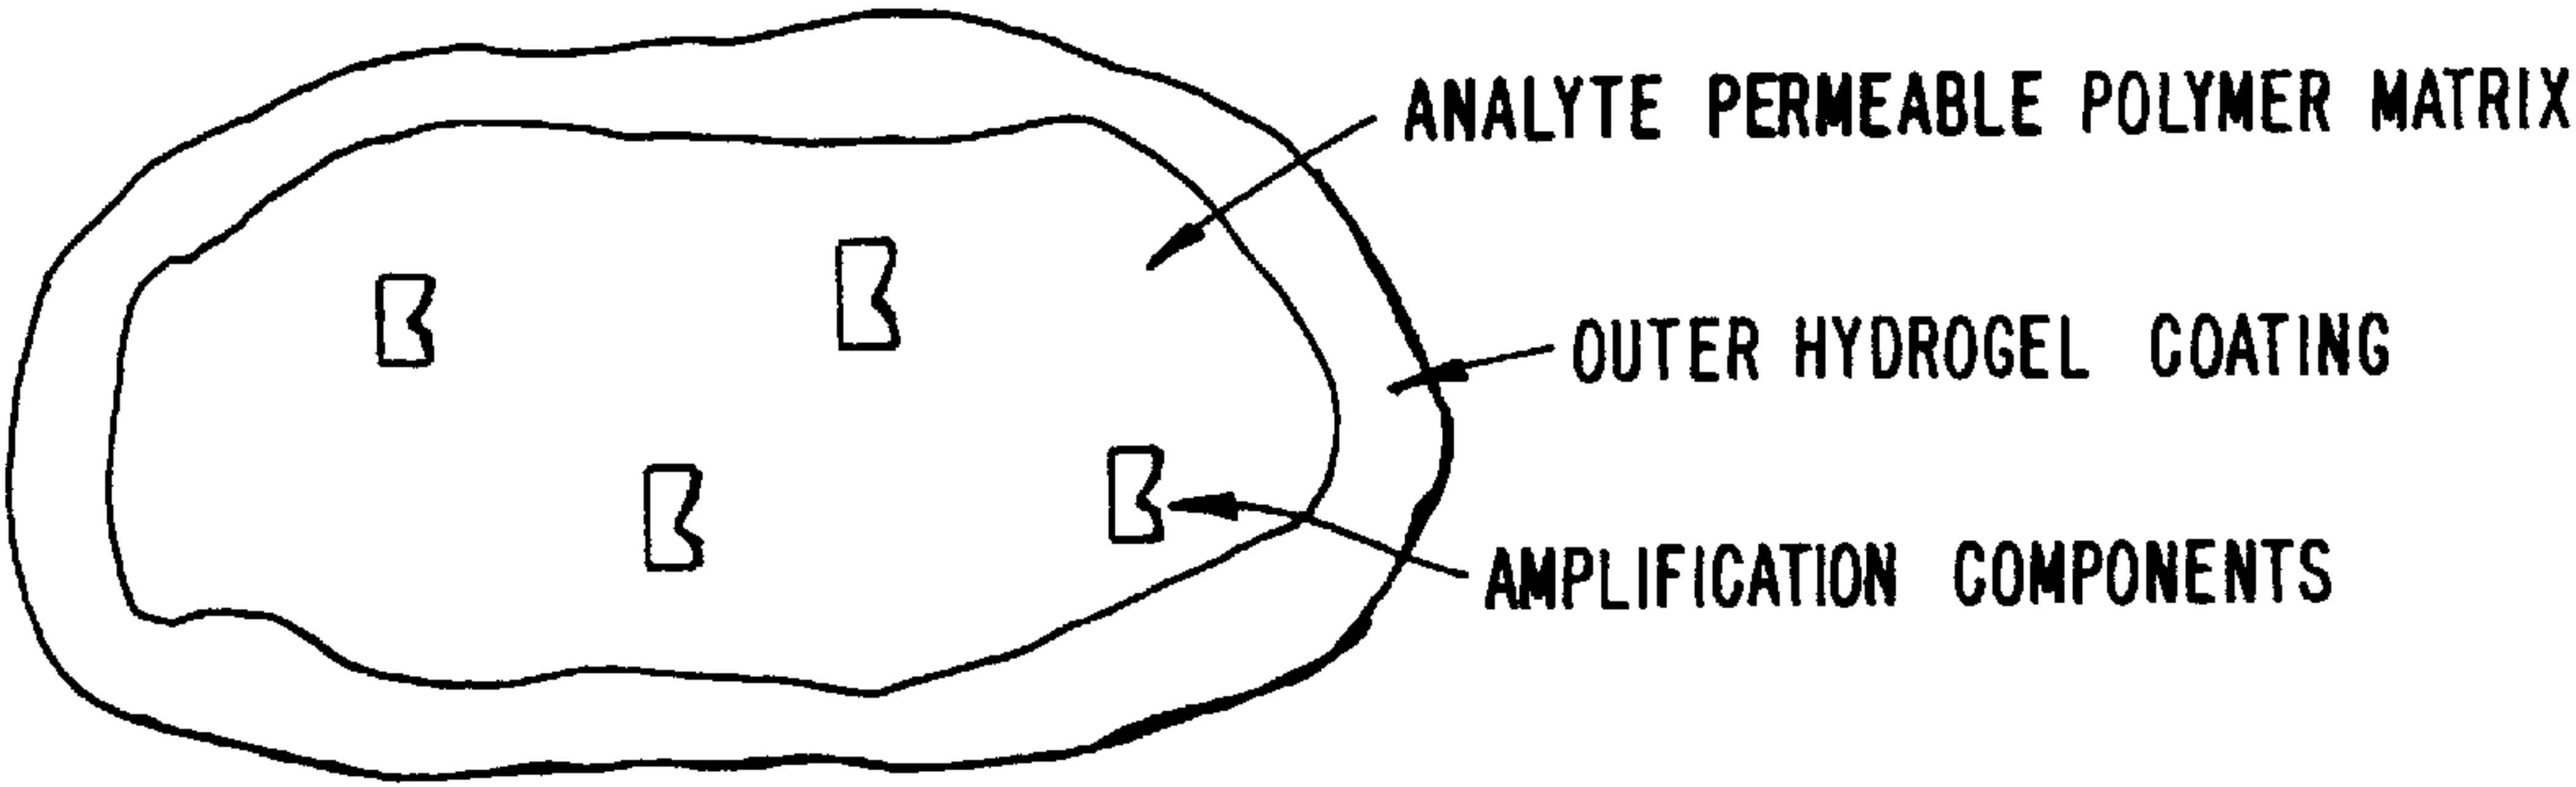 ANALYTE PERMEABLE POLYMER MATRIX
OUTER HYDROGEL COATING
AMPLIFICATION COMPONENTS